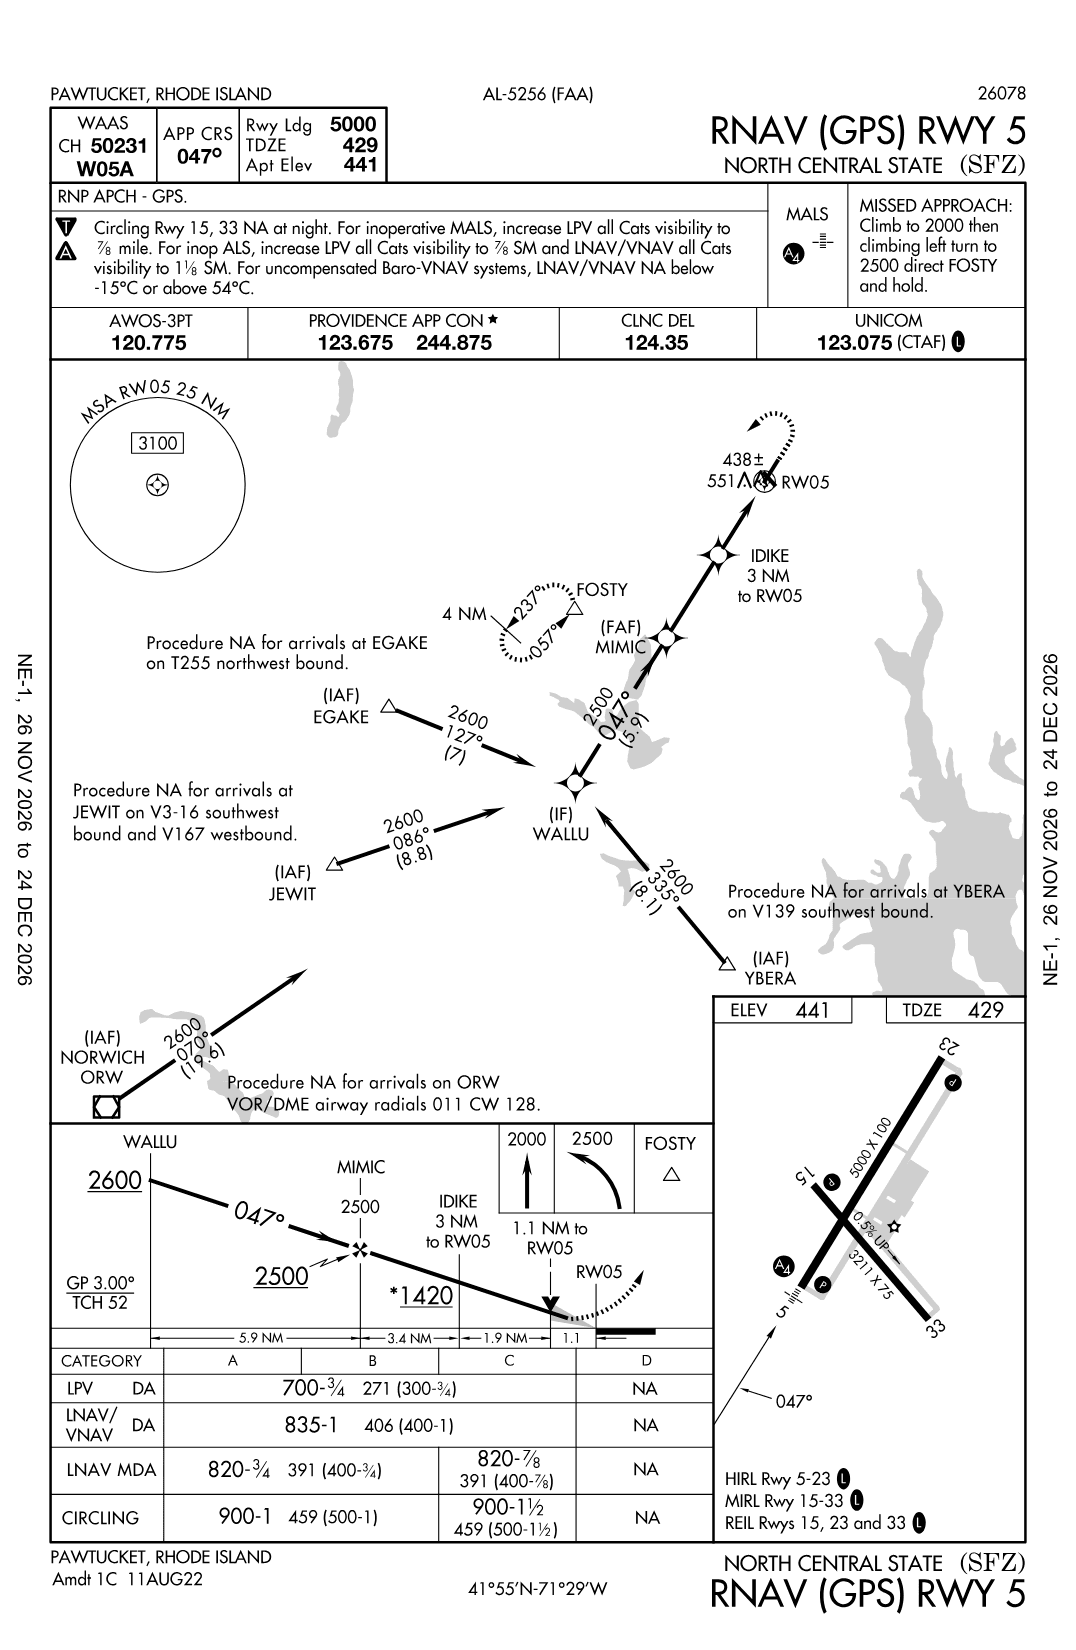 PAWTUCKET, RHODE ISLAND
AL-5256 (FAA)
26078
WAAS
CH 50231
W05A
APP CRS
047°
Rwy Ldg 5000
TDZE 429
Apt Elev 441
RNAV (GPS) RWY 5
NORTH CENTRAL STATE (SFZ)
RNP APCH - GPS.
T
A
Circling Rwy 15, 33 NA at night. For inoperative MALS, increase LPV all Cats visibility to
⅞ mile. For inop ALS, increase LPV all Cats visibility to ⅞ SM and LNAV/VNAV all Cats
visibility to 1⅛ SM. For uncompensated Baro-VNAV systems, LNAV/VNAV NA below
-15°C or above 54°C.
MALS
A4
MISSED APPROACH:
Climb to 2000 then
climbing left turn to
2500 direct FOSTY
and hold.
AWOS-3PT
120.775
PROVIDENCE APP CON ★
123.675 244.875
CLNC DEL
124.35
UNICOM
123.075 (CTAF) L
MSA RW05 25 NM
3100
438±
551
RW05
IDIKE
3 NM
to RW05
FOSTY
4 NM
237°
057°
(FAF)
MIMIC
Procedure NA for arrivals at EGAKE
on T255 northwest bound.
(IAF)
EGAKE
2600
127°
(7)
2500
047°
(5.9)
Procedure NA for arrivals at
JEWIT on V3-16 southwest
bound and V167 westbound.
(IF)
WALLU
2600
086°
(8.8)
(IAF)
JEWIT
2600
335°
(8.1)
Procedure NA for arrivals at YBERA
on V139 southwest bound.
(IAF)
YBERA
(IAF)
NORWICH
ORW
2600
070°
(19.6)
Procedure NA for arrivals on ORW
VOR/DME airway radials 011 CW 128.
ELEV 441
TDZE 429
23
P
5000 X 100
15
P
0.5% UP
3211 X 75
A4
P
5
33
047°
HIRL Rwy 5-23 L
MIRL Rwy 15-33 L
REIL Rwys 15, 23 and 33 L
WALLU
2600
047°
MIMIC
2500
2500
IDIKE
3 NM
to RW05
*1420
2000
2500
FOSTY
1.1 NM to
RW05
RW05
GP 3.00°
TCH 52
5.9 NM
3.4 NM
1.9 NM
1.1
CATEGORY A B C D
LPV DA 700-¾ 271 (300-¾) NA
LNAV/
VNAV DA 835-1 406 (400-1) NA
LNAV MDA 820-¾ 391 (400-¾) 820-⅞ 391 (400-⅞) NA
CIRCLING 900-1 459 (500-1) 900-1½ 459 (500-1½) NA
PAWTUCKET, RHODE ISLAND
Amdt 1C 11AUG22
41°55'N-71°29'W
NORTH CENTRAL STATE (SFZ)
RNAV (GPS) RWY 5
NE-1, 26 NOV 2026 to 24 DEC 2026
NE-1, 26 NOV 2026 to 24 DEC 2026